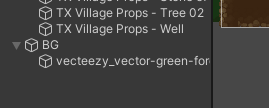 TX Village Props - Tree 02
TX Village Props - Well
BG
vecteezy_vector-green-for